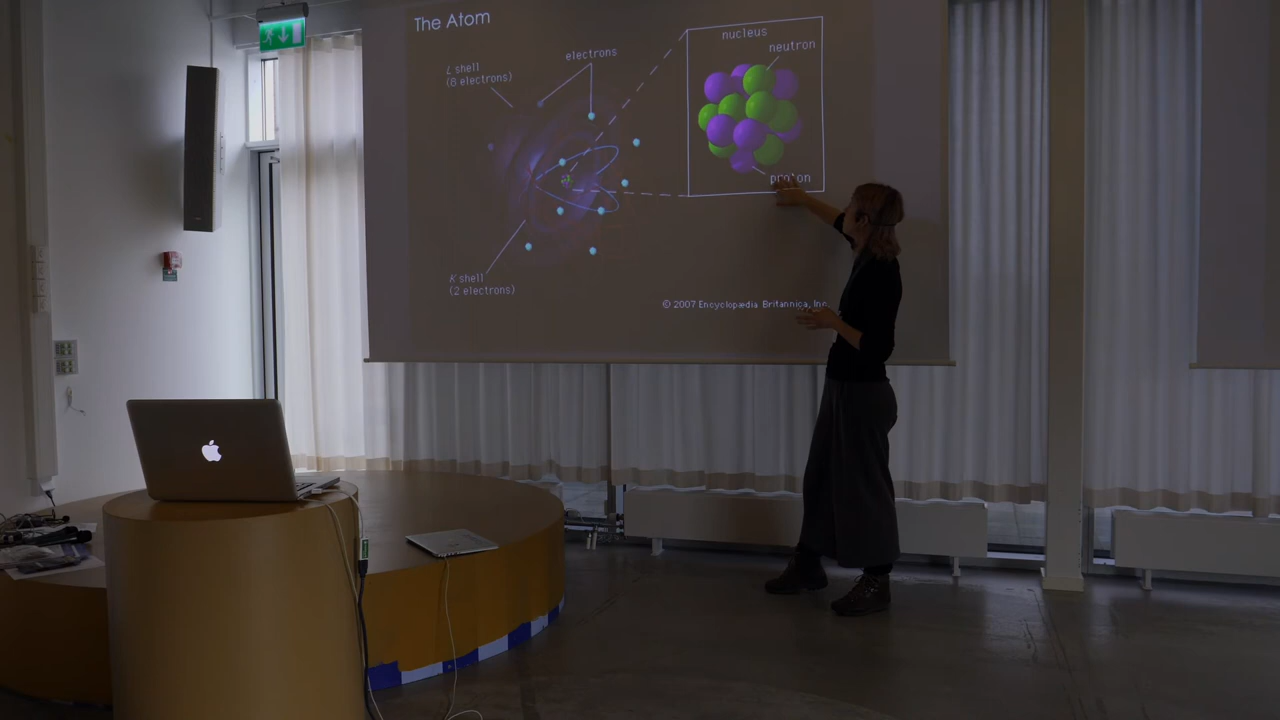 The Atom
L shell
(8 electrons)
electrons
nucleus
neutron
proton
K shell
(2 electrons)
© 2007 Encyclopædia Britannica, Inc.